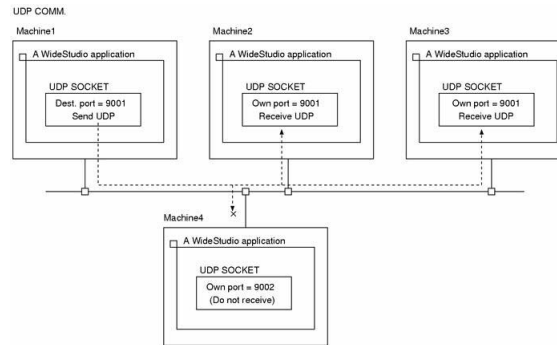 UDP COMM.
Machine1
A WideStudio application
UDP SOCKET
Dest. port = 9001
Send UDP
Machine2
A WideStudio application
UDP SOCKET
Own port = 9001
Receive UDP
Machine3
A WideStudio application
UDP SOCKET
Own port = 9001
Receive UDP
Machine4
A WideStudio application
UDP SOCKET
Own port = 9002
(Do not receive)